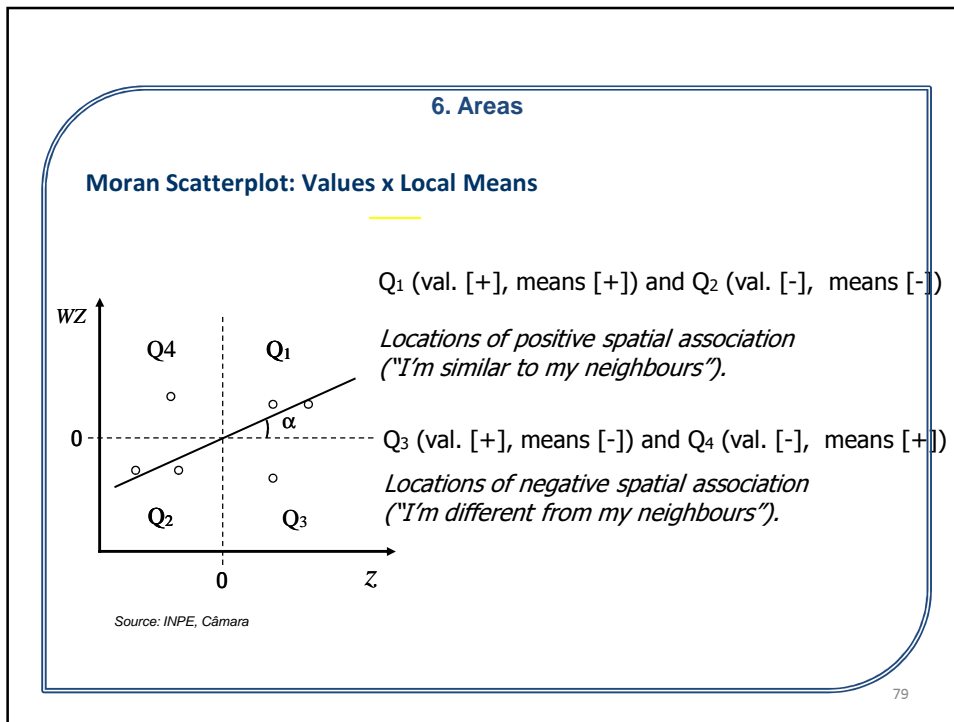 6. Areas
Moran Scatterplot: Values x Local Means
Q1 (val. [+], means [+]) and Q2 (val. [-], means [-])
Locations of positive spatial association
("I'm similar to my neighbours").
Q3 (val. [+], means [-]) and Q4 (val. [-], means [+])
Locations of negative spatial association
("I'm different from my neighbours").
WZ
Q4
Q1
α
0
Q2
Q3
0
Z
Source: INPE, Câmara
79